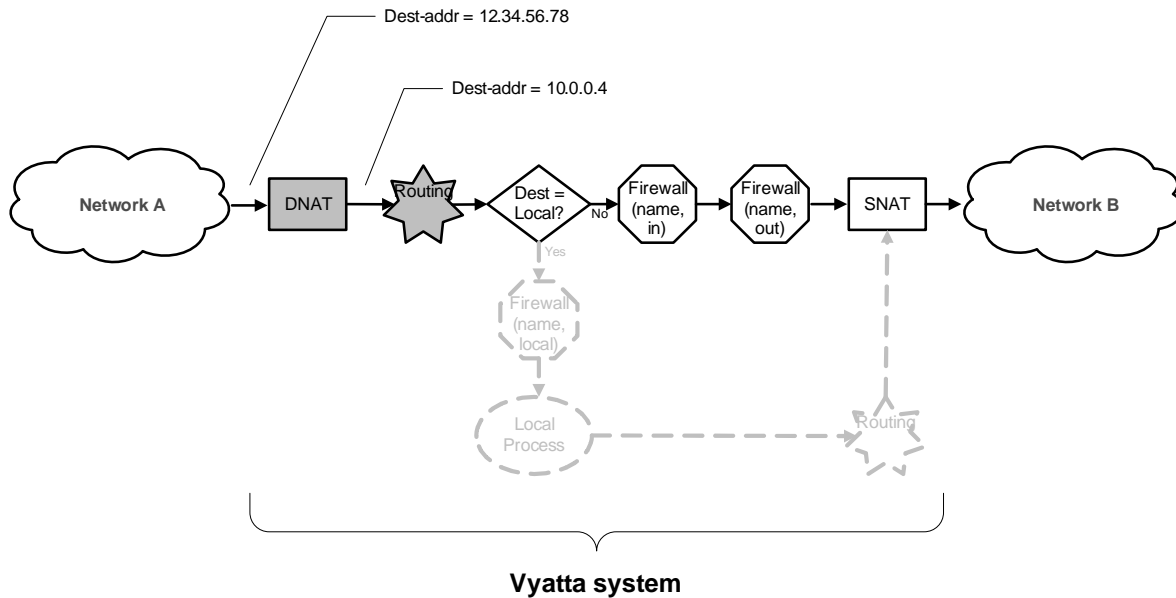 Dest-addr = 12.34.56.78
Dest-addr = 10.0.0.4
Network A
DNAT
Routing
Dest =
Local?
No
Firewall
(name,
in)
Firewall
(name,
out)
SNAT
Network B
Yes
Firewall
(name,
local)
Local
Process
Routing
Vyatta system